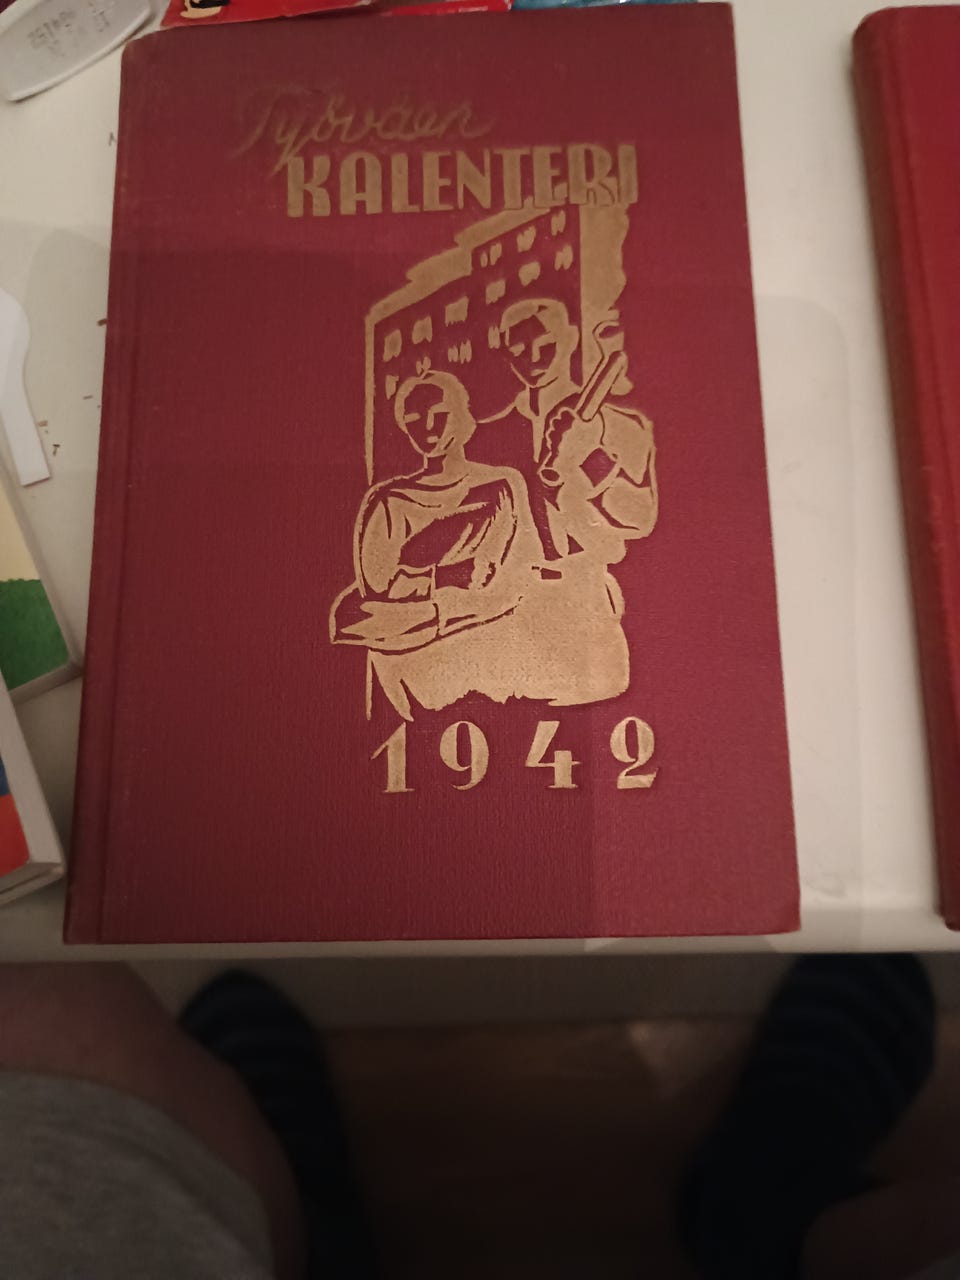 Työväen
KALENTERI
1942